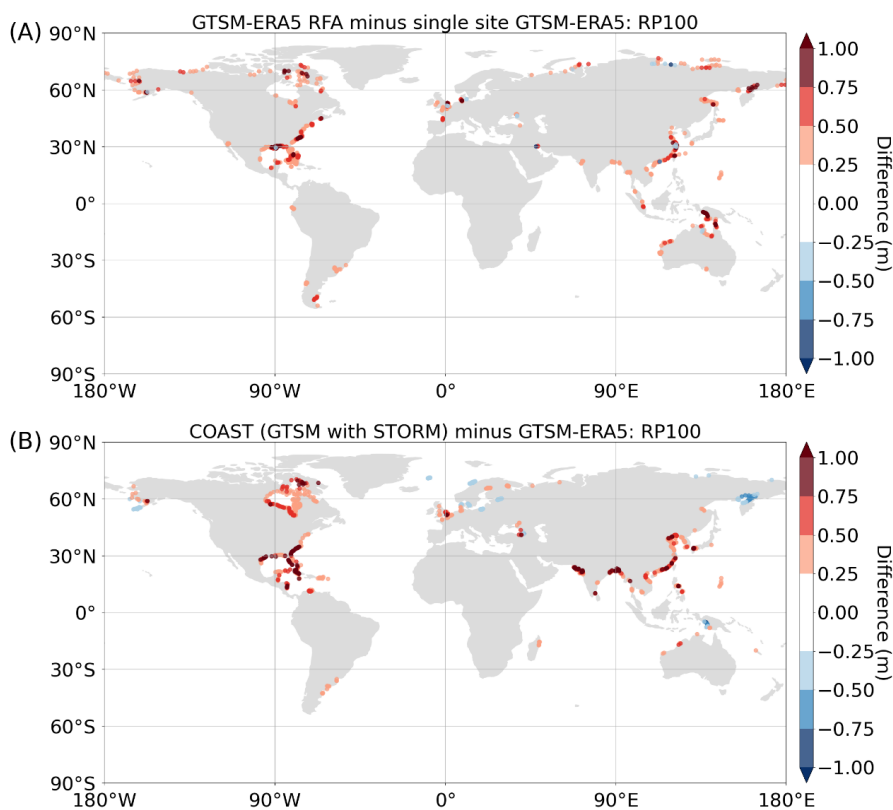 (A)
GTSM-ERA5 RFA minus single site GTSM-ERA5: RP100
90°N
60°N
30°N
0°
30°S
60°S
90°S
180°W
90°W
0°
90°E
180°E
1.00
0.75
0.50
0.25
0.00
−0.25
−0.50
−0.75
−1.00
Difference (m)
(B)
COAST (GTSM with STORM) minus GTSM-ERA5: RP100
90°N
60°N
30°N
0°
30°S
60°S
90°S
180°W
90°W
0°
90°E
180°E
1.00
0.75
0.50
0.25
0.00
−0.25
−0.50
−0.75
−1.00
Difference (m)